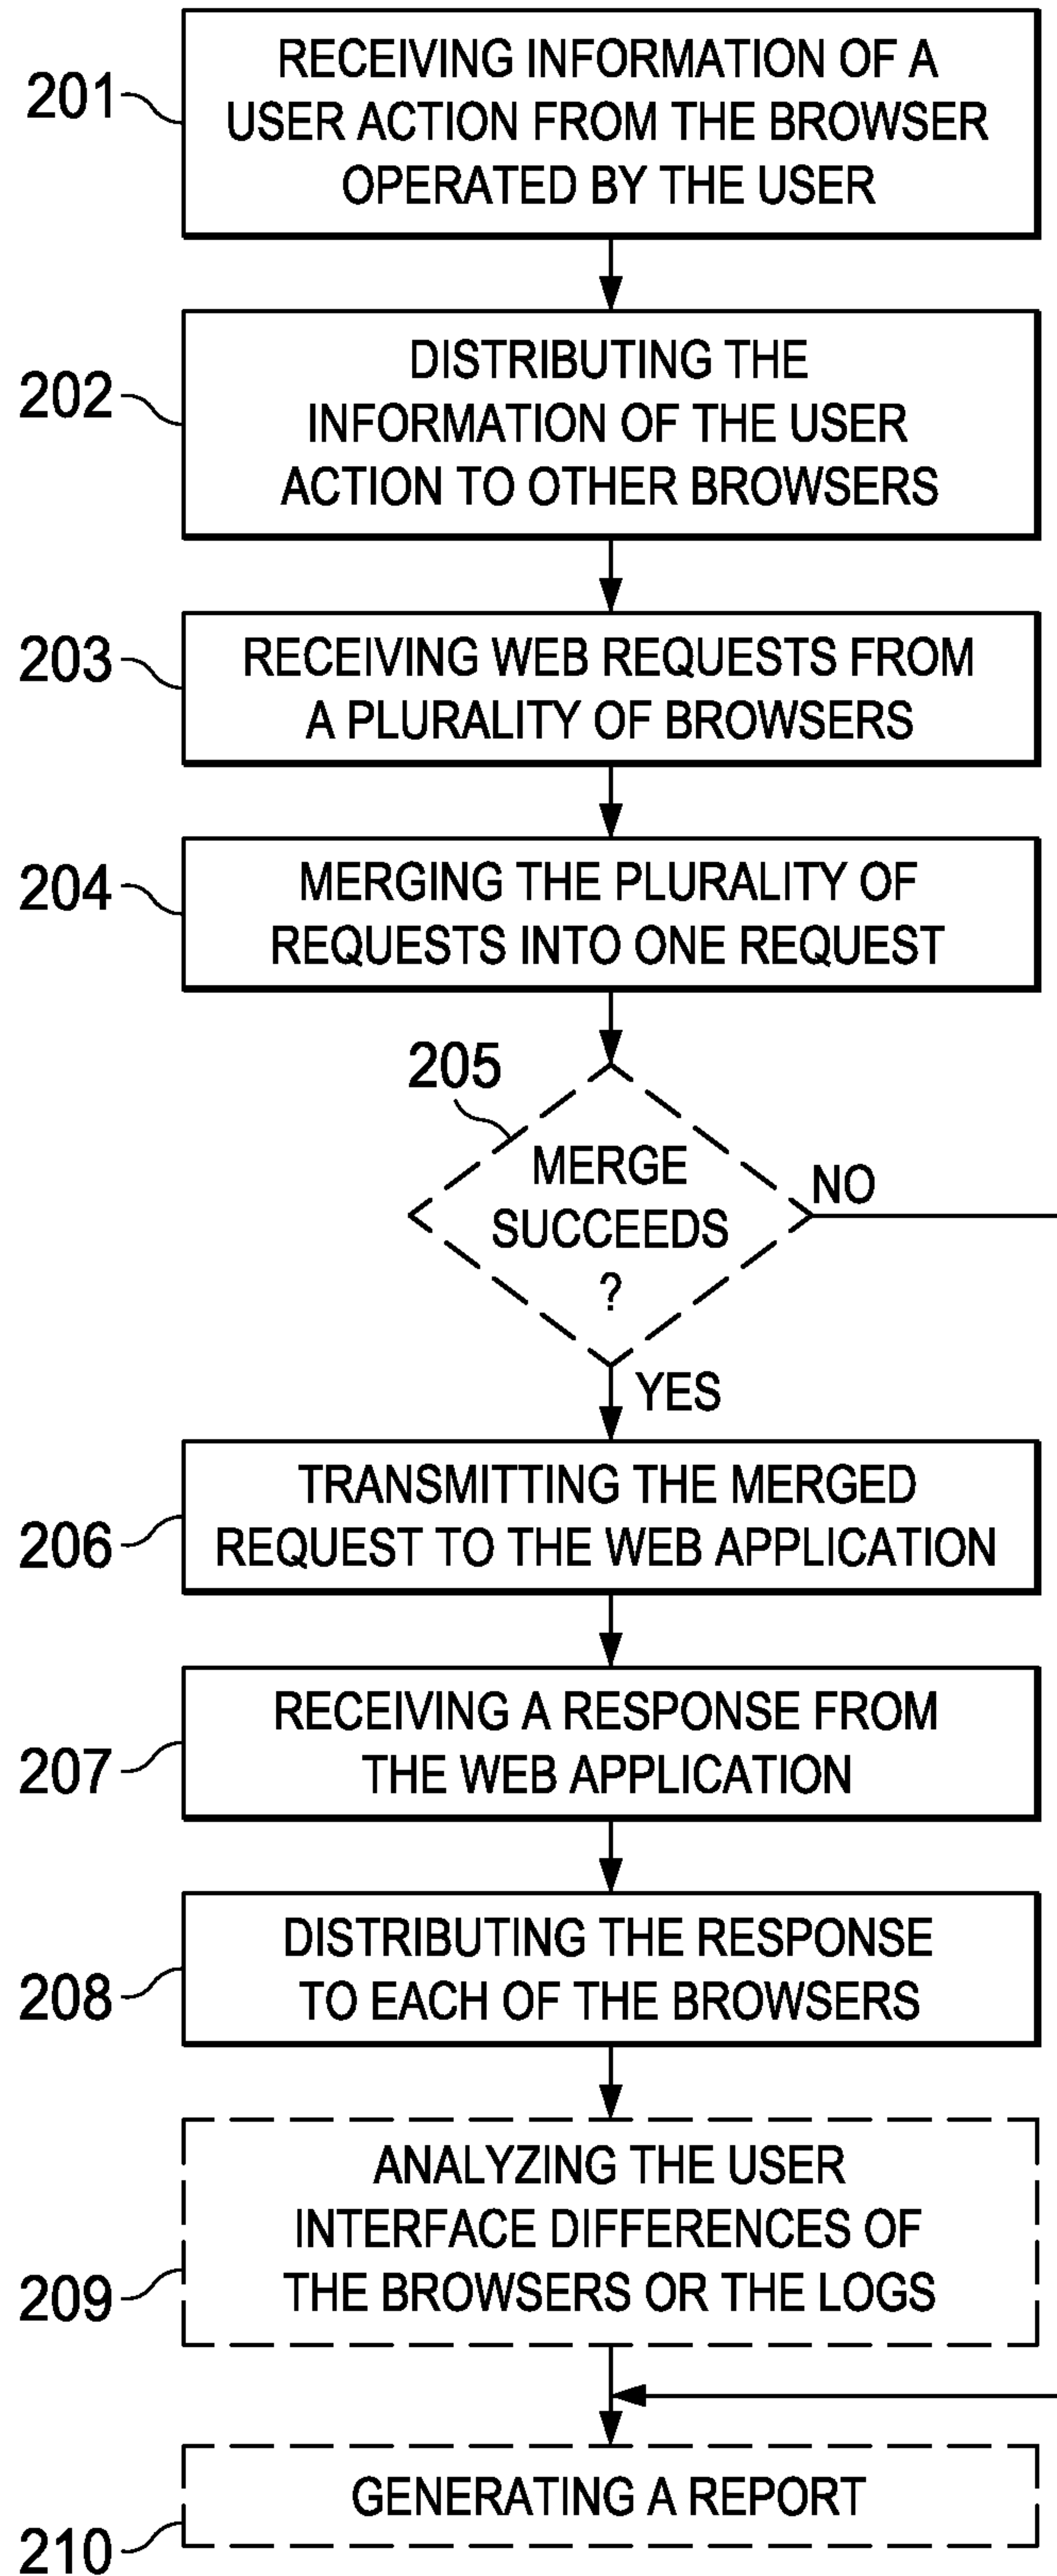 201
RECEIVING INFORMATION OF A
USER ACTION FROM THE BROWSER
OPERATED BY THE USER
202
DISTRIBUTING THE
INFORMATION OF THE USER
ACTION TO OTHER BROWSERS
203
RECEIVING WEB REQUESTS FROM
A PLURALITY OF BROWSERS
204
MERGING THE PLURALITY OF
REQUESTS INTO ONE REQUEST
205
MERGE
SUCCEEDS
?
NO
YES
206
TRANSMITTING THE MERGED
REQUEST TO THE WEB APPLICATION
207
RECEIVING A RESPONSE FROM
THE WEB APPLICATION
208
DISTRIBUTING THE RESPONSE
TO EACH OF THE BROWSERS
209
ANALYZING THE USER
INTERFACE DIFFERENCES OF
THE BROWSERS OR THE LOGS
210
GENERATING A REPORT